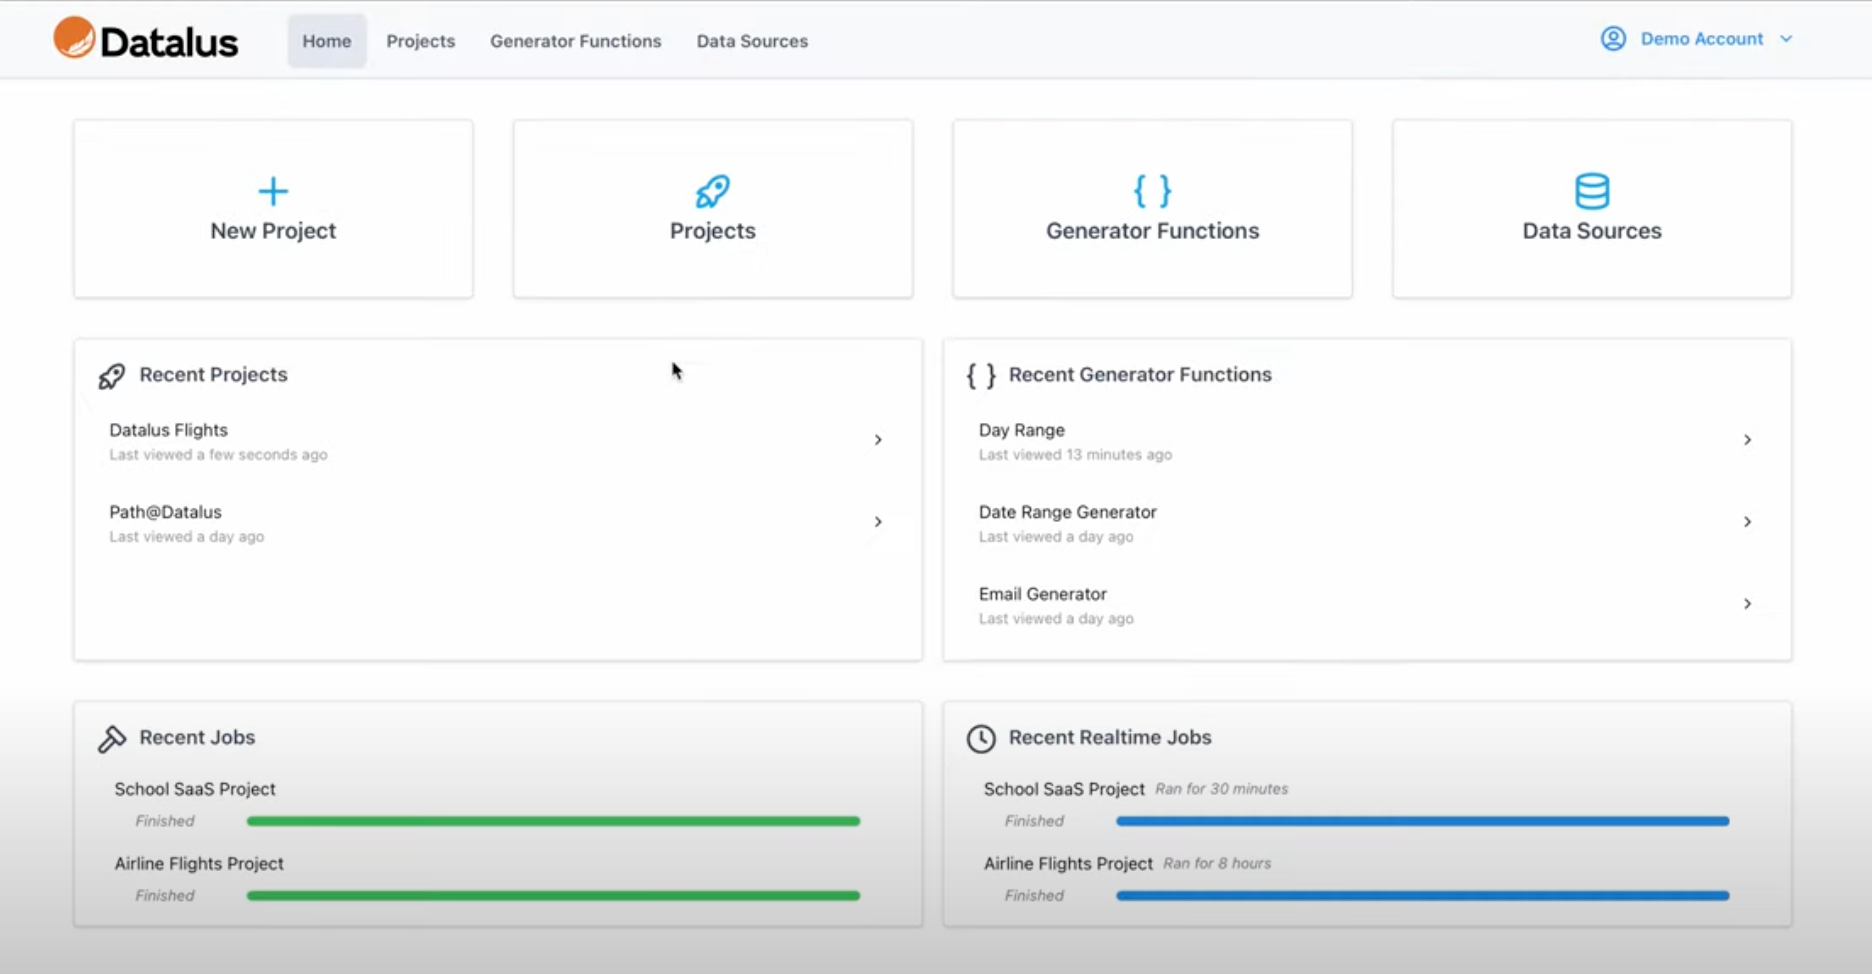 Datalus
Home
Projects
Generator Functions
Data Sources
Demo Account
New Project
Projects
{ }
Generator Functions
Data Sources
Recent Projects
Datalus Flights
Last viewed a few seconds ago
Path@Datalus
Last viewed a day ago
{ } Recent Generator Functions
Day Range
Last viewed 13 minutes ago
Date Range Generator
Last viewed a day ago
Email Generator
Last viewed a day ago
Recent Jobs
School SaaS Project
Finished
Airline Flights Project
Finished
Recent Realtime Jobs
School SaaS Project Ran for 30 minutes
Finished
Airline Flights Project Ran for 8 hours
Finished